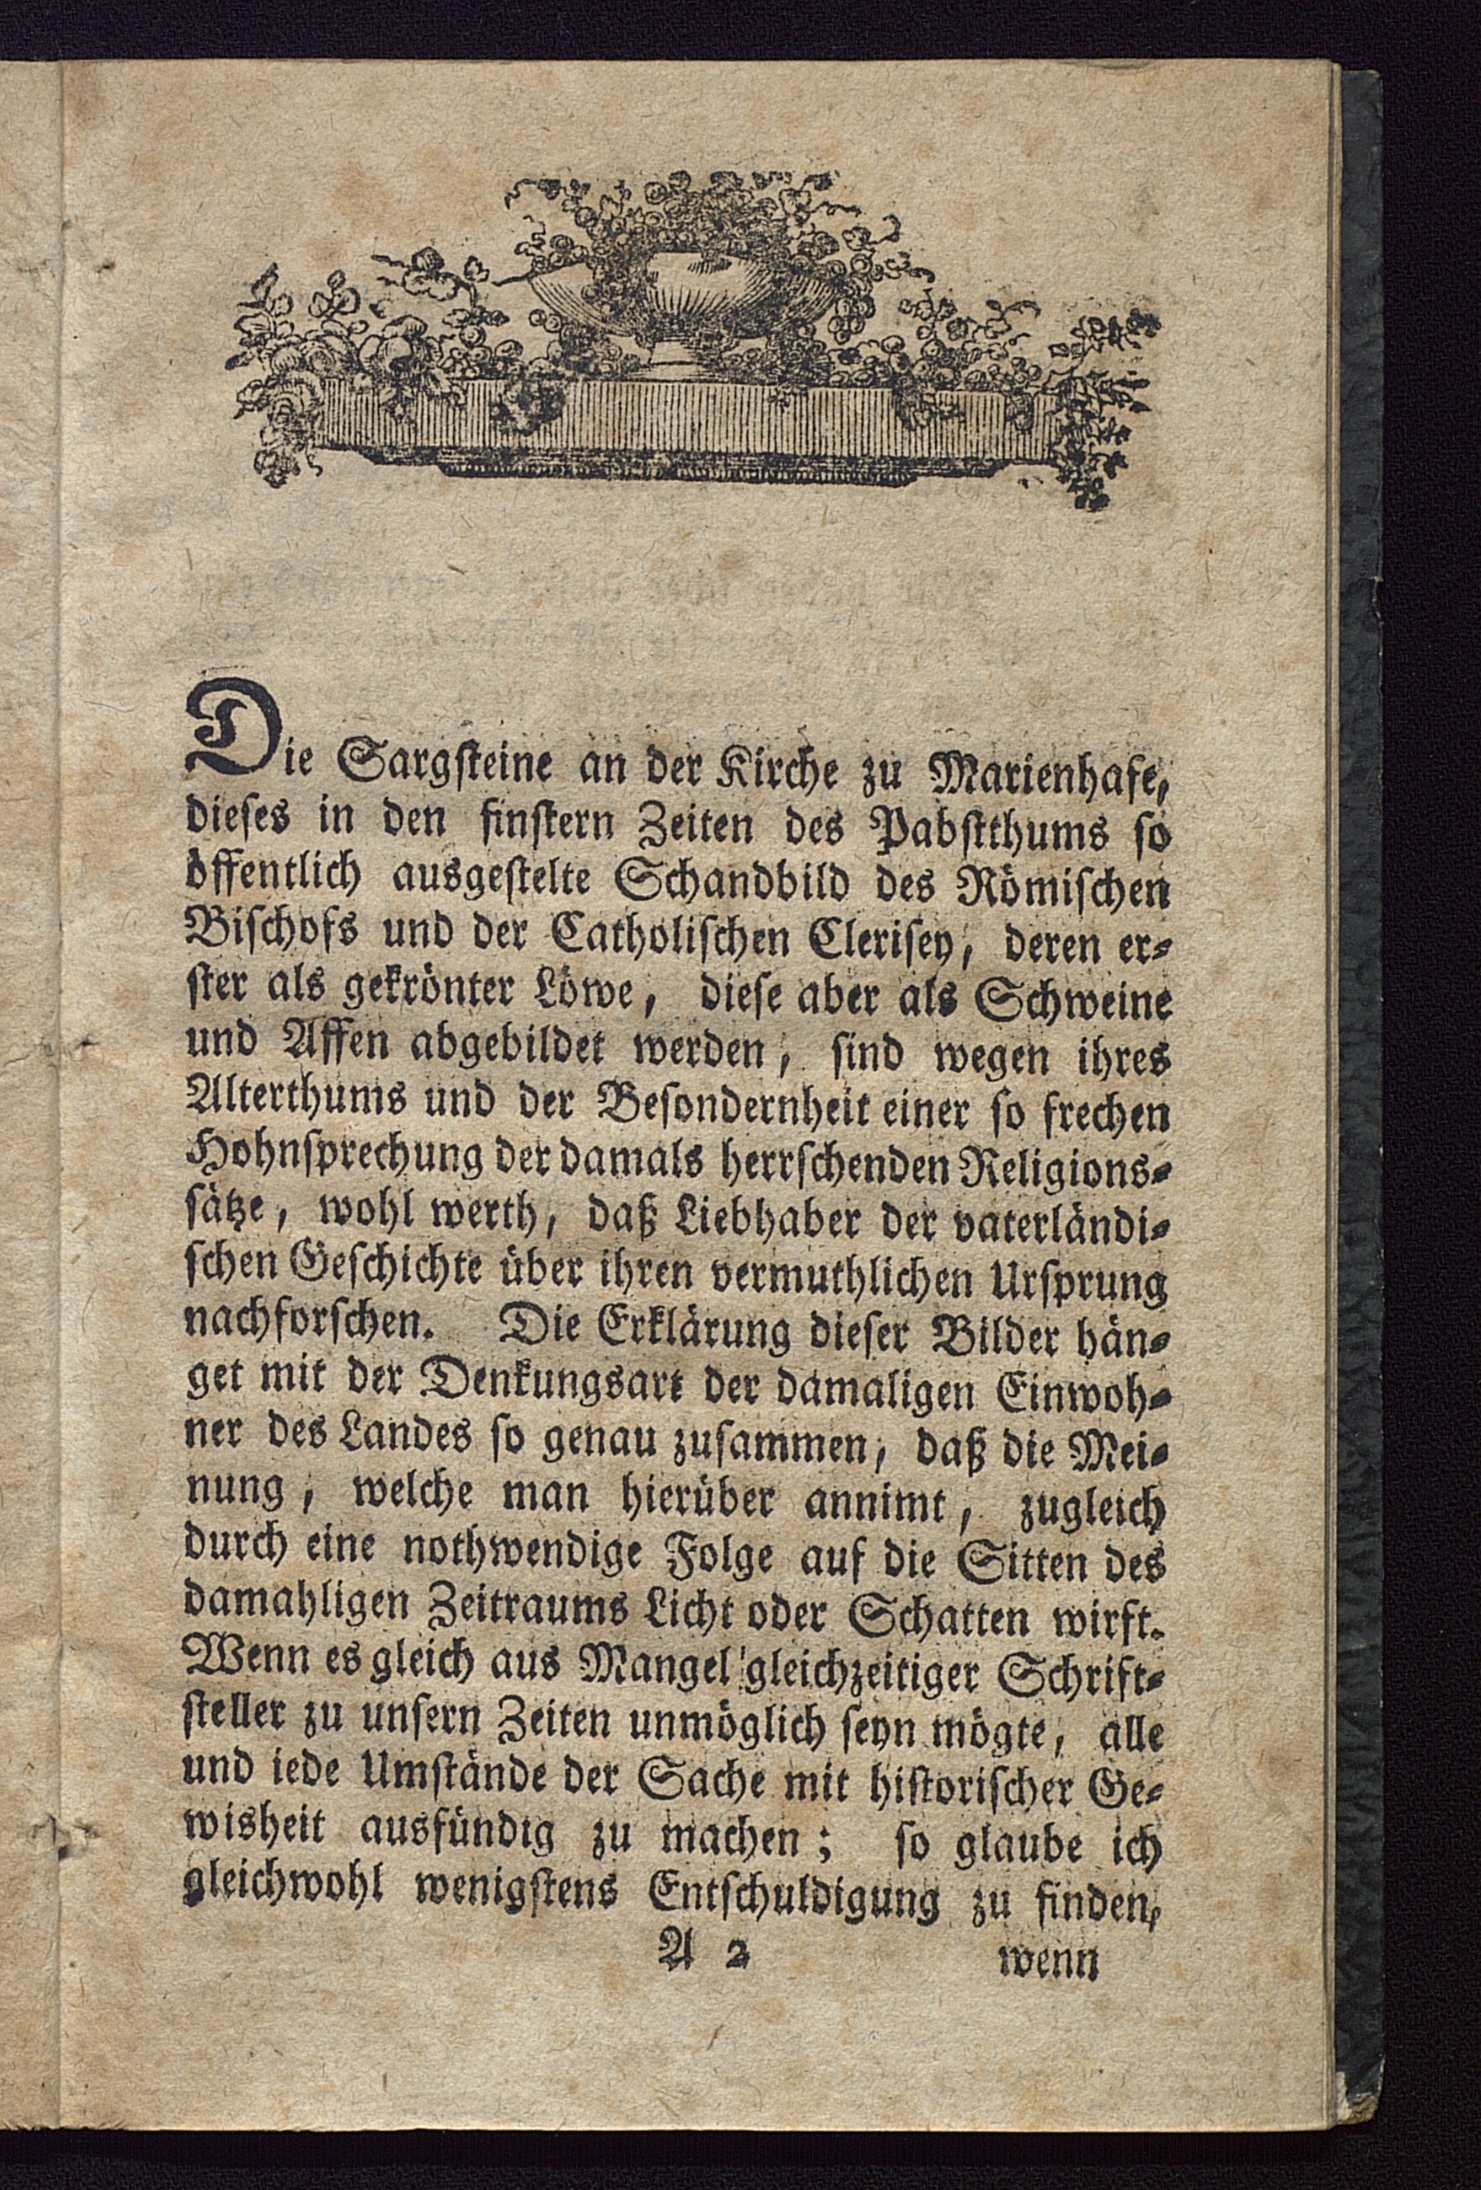 Die Sargsteine an der Kirche zu Marienhafe,
dieses in den finstern Zeiten des Pabstthums so
öffentlich ausgestelte Schandbild des Römischen
Bischofs und der Catholischen Clerisey, deren er-
ster als gekrönter Löwe, diese aber als Schweine
und Affen abgebildet werden, sind wegen ihres
Alterthums und der Besondernheit einer so frechen
Hohnsprechung der damals herrschenden Religions-
sätze, wohl werth, daß Liebhaber der vaterländi-
schen Geschichte über ihren vermuthlichen Ursprung
nachforschen. Die Erklärung dieser Bilder hän-
get mit der Denkungsart der damaligen Einwoh-
ner des Landes so genau zusammen, daß die Mei-
nung, welche man hierüber annimt, zugleich
durch eine nothwendige Folge auf die Sitten des
damahligen Zeitraums Licht oder Schatten wirft.
Wenn es gleich aus Mangel gleichzeitiger Schrift-
steller zu unsern Zeiten unmöglich seyn mögte, alle
und iede Umstände der Sache mit historischer Ge-
wisheit ausfündig zu machen; so glaube ich
gleichwohl wenigstens Entschuldigung zu finden,
A 2 wenn